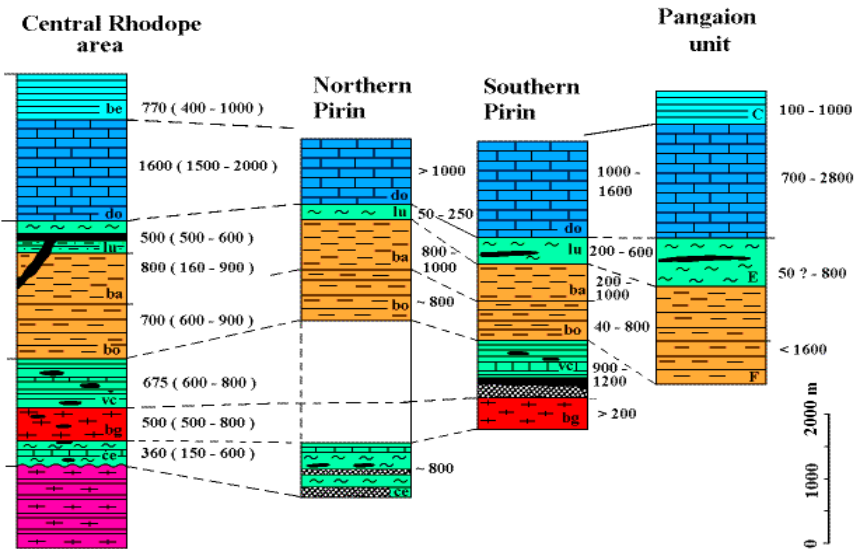 Central Rhodope
area
be
770 ( 400 - 1000 )
1600 ( 1500 - 2000 )
do
500 ( 500 - 600 )
lu
800 ( 160 - 900 )
ba
700 ( 600 - 900 )
bo
675 ( 600 - 800 )
vc
bg
500 ( 500 - 800 )
ce
360 ( 150 - 600 )
Northern
Pirin
> 1000
do
lu
50 - 250
ba
800 -
1000
bo
~ 800
~ 800
ce
Southern
Pirin
1000 -
1600
do
lu
200 - 600
200 -
ba
1000
bo
40 - 800
vc
900 -
1200
bg
> 200
Pangaion
unit
C
100 - 1000
700 - 2800
E
50 ? - 800
< 1600
F
2000 m
1000
0